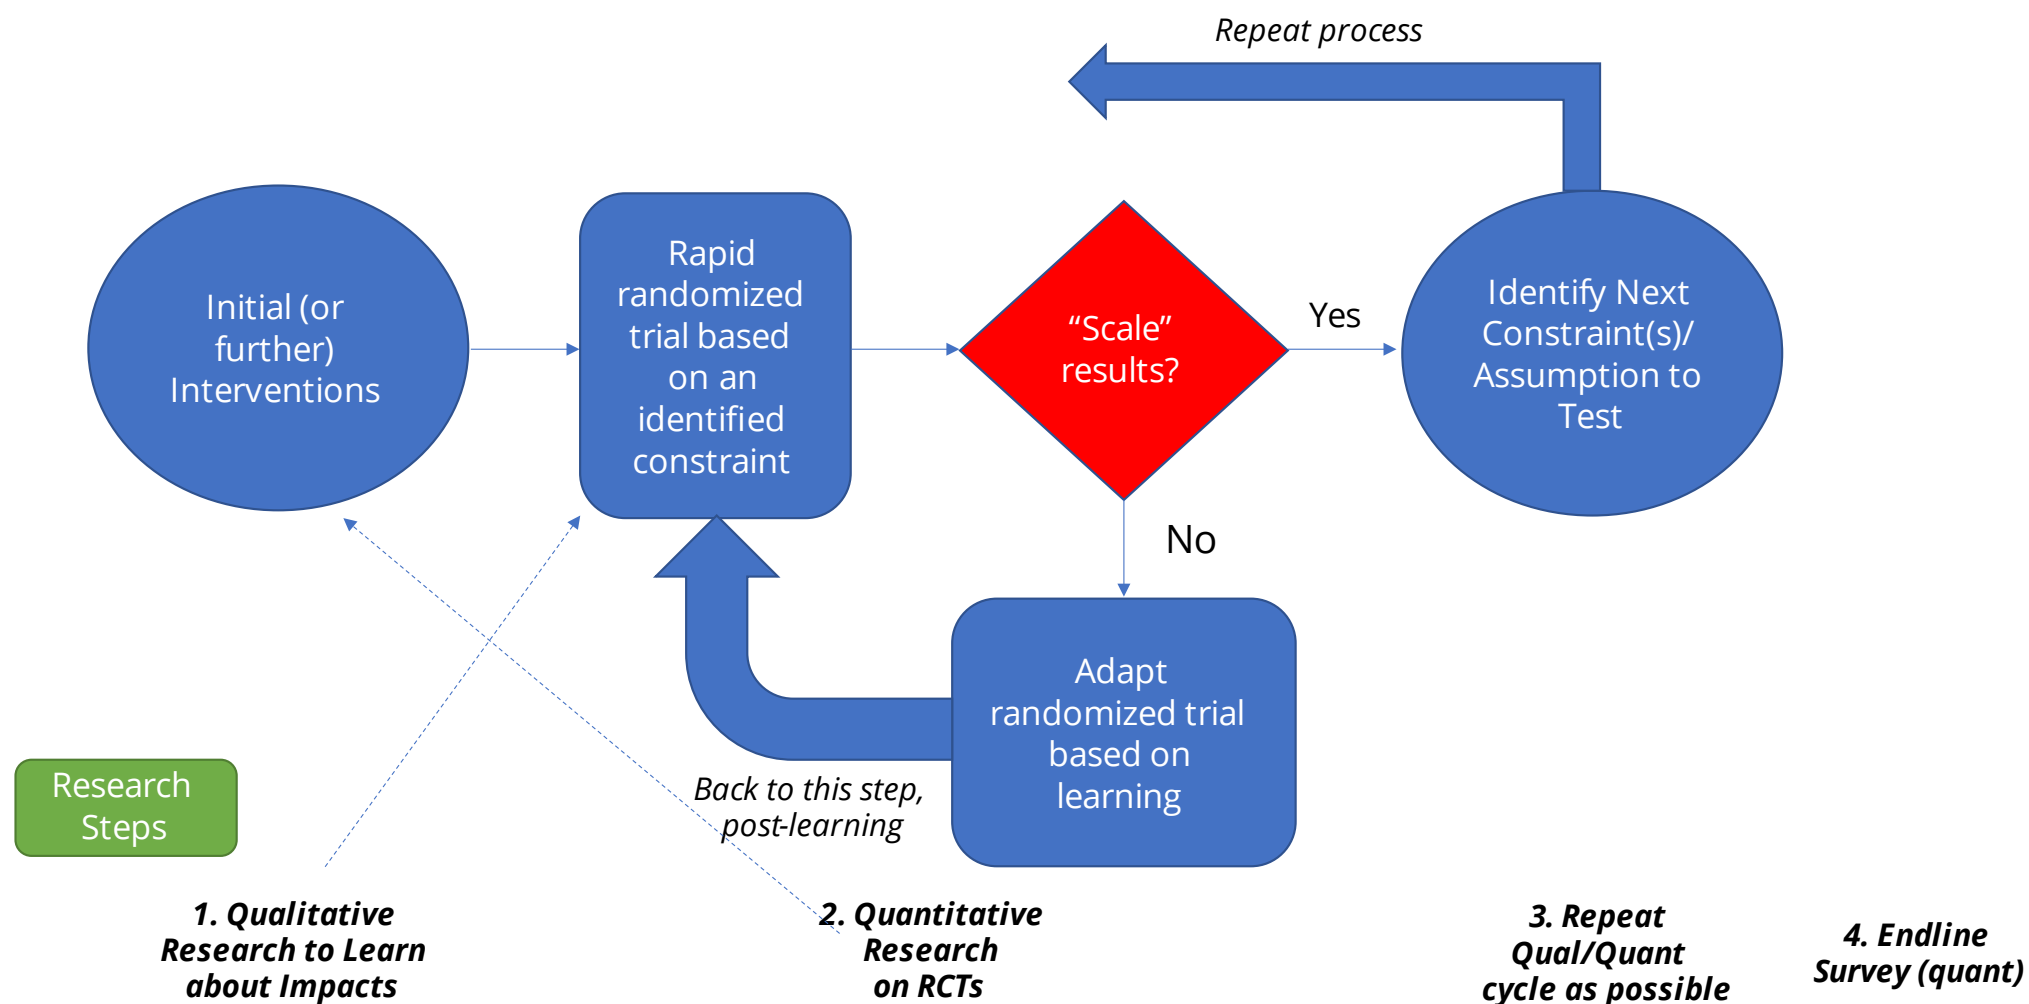 Repeat process
Initial (or
further)
Interventions
Rapid
randomized
trial based
on an
identified
constraint
“Scale”
results?
Yes
Identify Next
Constraint(s)/
Assumption to
Test
No
Adapt
randomized trial
based on
learning
Back to this step,
post-learning
Research
Steps
1. Qualitative
Research to Learn
about Impacts
2. Quantitative
Research
on RCTs
3. Repeat
Qual/Quant
cycle as possible
4. Endline
Survey (quant)